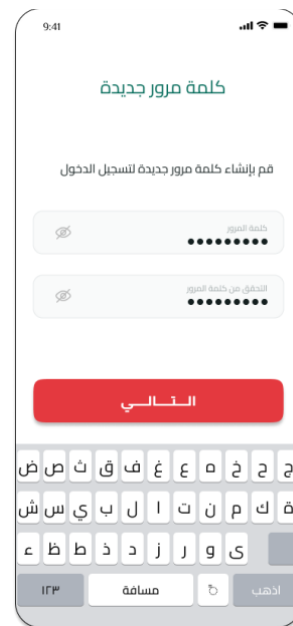 9:41
كلمة مرور جديدة
قم بإنشاء كلمة مرور جديدة لتسجيل الدخول
كلمة المرور
•••••••••
التحقق من كلمة المرور
•••••••••
الـــتـــالـــــي
ض ص ث ق ف غ ع ه خ ح ج
ش س ي ب ل ا ت ن م ك ة
ء ظ ط ذ د ز ر و ى
١٢٣ مسافة اذهب